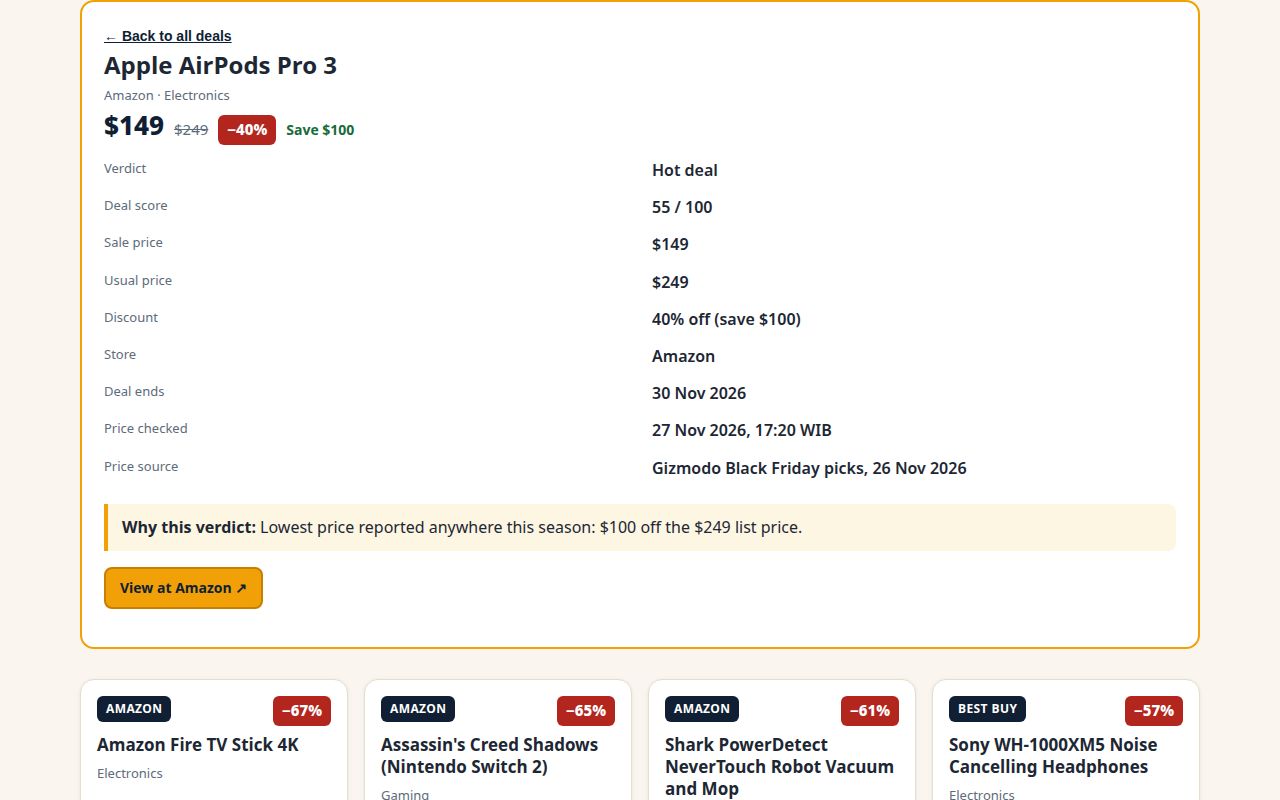 ← Back to all deals
Apple AirPods Pro 3
Amazon · Electronics
$149 $249 −40% Save $100
Verdict Hot deal
Deal score 55 / 100
Sale price $149
Usual price $249
Discount 40% off (save $100)
Store Amazon
Deal ends 30 Nov 2026
Price checked 27 Nov 2026, 17:20 WIB
Price source Gizmodo Black Friday picks, 26 Nov 2026
Why this verdict: Lowest price reported anywhere this season: $100 off the $249 list price.
View at Amazon ↗
AMAZON −67%
Amazon Fire TV Stick 4K
Electronics
AMAZON −65%
Assassin's Creed Shadows
(Nintendo Switch 2)
Gaming
AMAZON −61%
Shark PowerDetect
NeverTouch Robot Vacuum
and Mop
BEST BUY −57%
Sony WH-1000XM5 Noise
Cancelling Headphones
Electronics